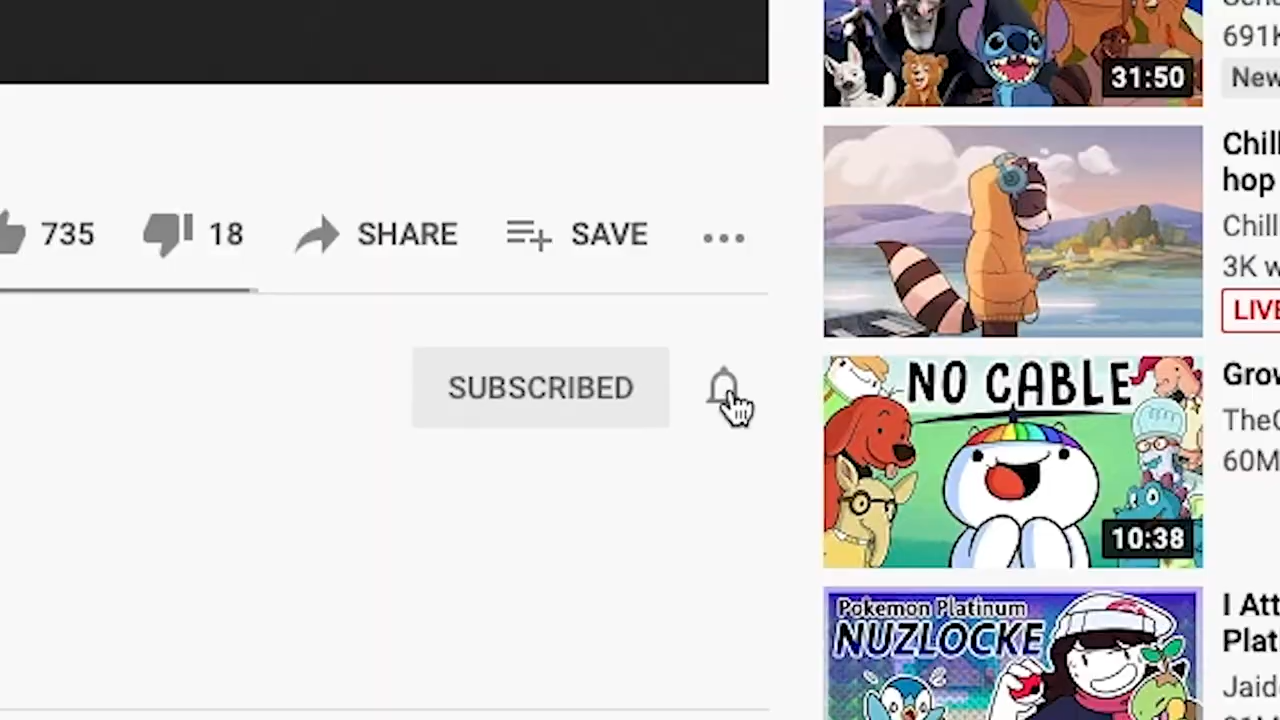 735
18
SHARE
SAVE
SUBSCRIBED
691K
31:50
New
Chill
hop
Chill
3K w
LIVE
NO CABLE
10:38
Grow
TheO
60M
Pokemon Platinum
NUZLOCKE
I Att
Plat
Jaid